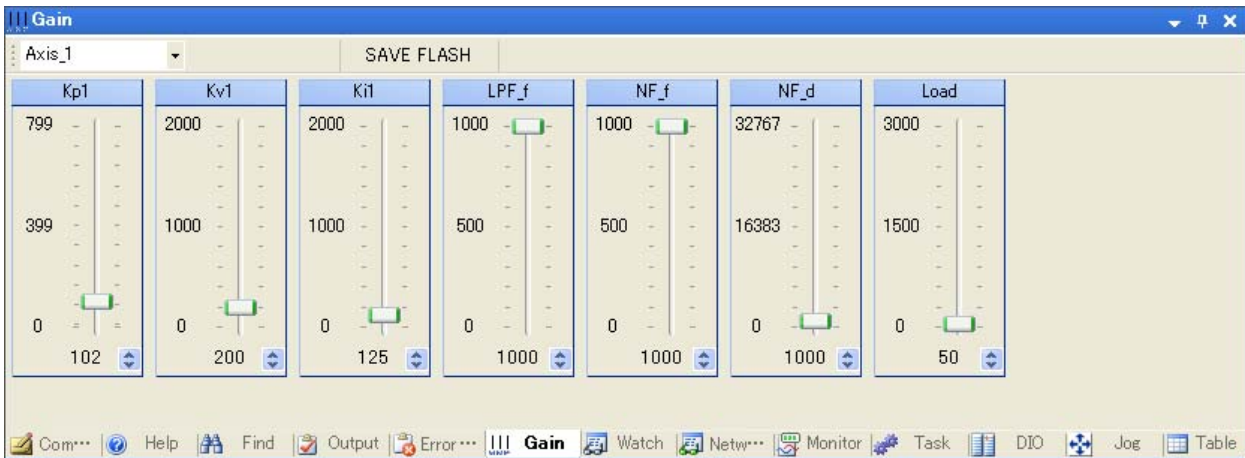 Gain
Axis_1 SAVE FLASH
Kp1 Kv1 Ki1 LPF_f NF_f NF_d Load
799 2000 2000 1000 1000 32767 3000
399 1000 1000 500 500 16383 1500
0 0 0 0 0 0 0
102 200 125 1000 1000 1000 50
Com··· Help Find Output Error··· Gain Watch Netw··· Monitor Task DIO Jog Table